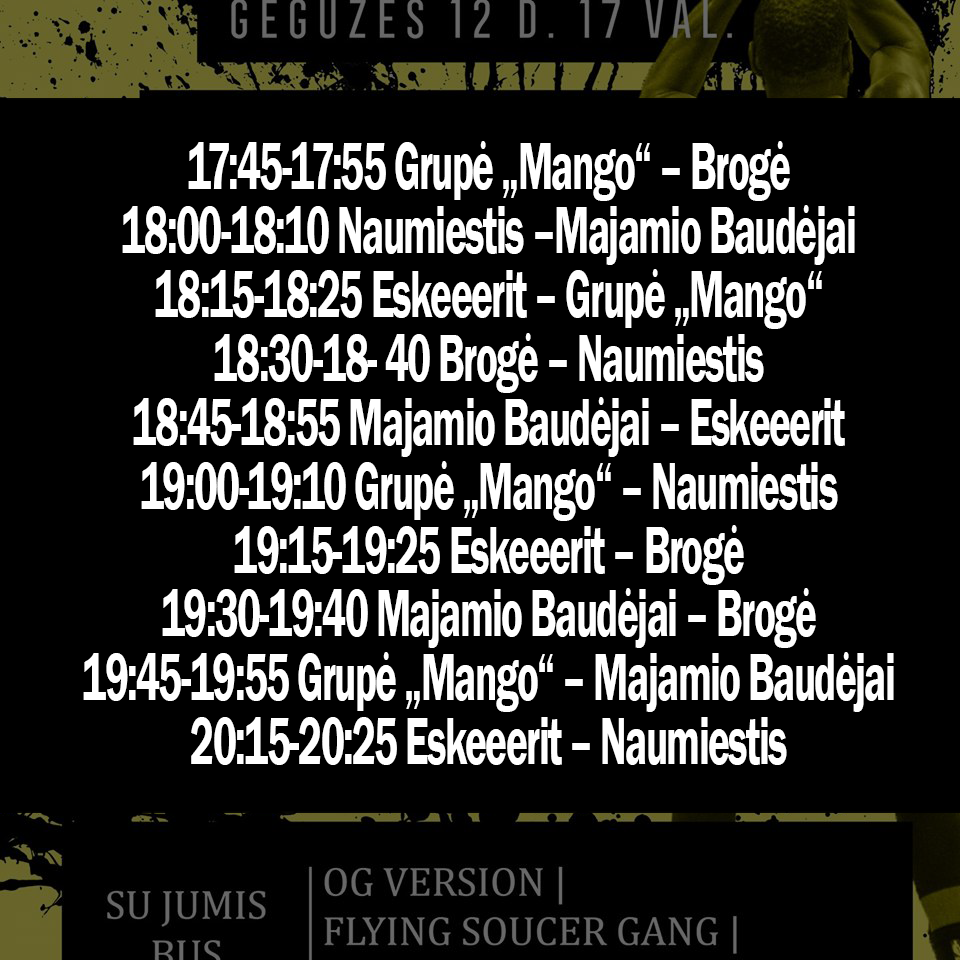 GEGUŽĖS 12 D. 17 VAL.
17:45-17:55 Grupė „Mango“ – Brogė
18:00-18:10 Naumiestis –Majamio Baudėjai
18:15-18:25 Eskeeerit – Grupė „Mango“
18:30-18- 40 Brogė – Naumiestis
18:45-18:55 Majamio Baudėjai – Eskeeerit
19:00-19:10 Grupė „Mango“ – Naumiestis
19:15-19:25 Eskeeerit – Brogė
19:30-19:40 Majamio Baudėjai – Brogė
19:45-19:55 Grupė „Mango“ – Majamio Baudėjai
20:15-20:25 Eskeeerit – Naumiestis
SU JUMIS
BUS
|OG VERSION |
|FLYING SOUCER GANG |